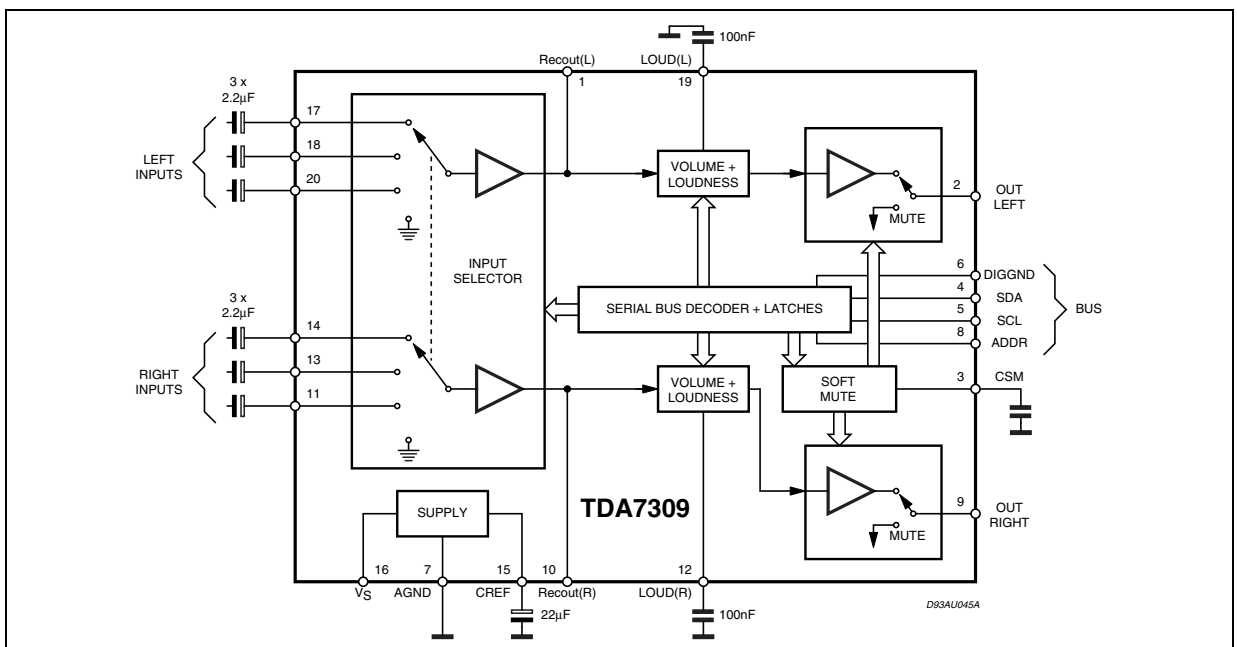 100nF
Recout(L)
LOUD(L)
1
19
3 x
2.2µF
17
18
20
LEFT
INPUTS
VOLUME +
LOUDNESS
2
OUT
LEFT
MUTE
INPUT
SELECTOR
SERIAL BUS DECODER + LATCHES
6
DIGGND
4
SDA
5
SCL
8
ADDR
BUS
3 x
2.2µF
14
13
11
RIGHT
INPUTS
VOLUME +
LOUDNESS
SOFT
MUTE
3
CSM
SUPPLY
TDA7309
9
OUT
RIGHT
MUTE
16
7
15
10
12
VS
AGND
CREF
Recout(R)
LOUD(R)
22µF
100nF
D93AU045A